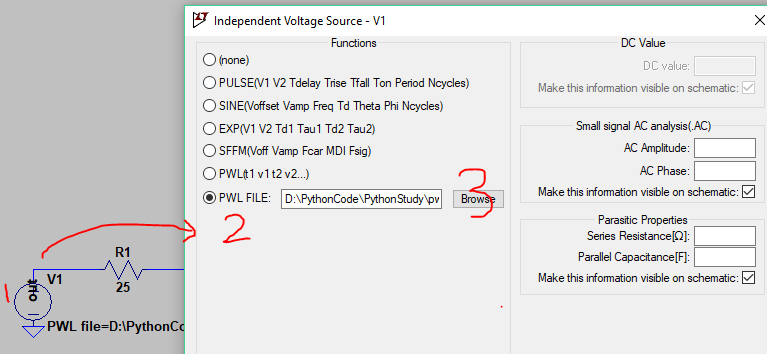 Independent Voltage Source - V1
Functions
(none)
PULSE(V1 V2 Tdelay Trise Tfall Ton Period Ncycles)
SINE(Voffset Vamp Freq Td Theta Phi Ncycles)
EXP(V1 V2 Td1 Tau1 Td2 Tau2)
SFFM(Voff Vamp Fcar MDI Fsig)
PWL(t1 v1 t2 v2...)
PWL FILE: D:\PythonCode\PythonStudy\pw Browse
DC Value
DC value:
Make this information visible on schematic:
Small signal AC analysis(.AC)
AC Amplitude:
AC Phase:
Make this information visible on schematic:
Parasitic Properties
Series Resistance[Ω]:
Parallel Capacitance[F]:
Make this information visible on schematic:
1
2
3
R1
25
V1
PWL file=D:\PythonCo